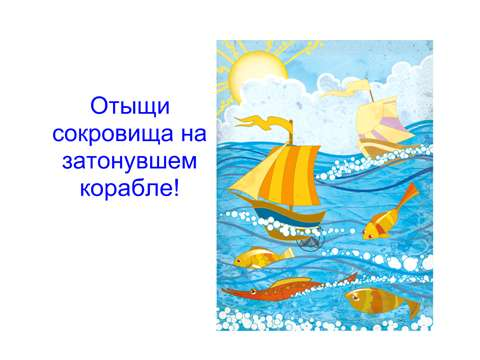 Отыщи
сокровища на
затонувшем
корабле!